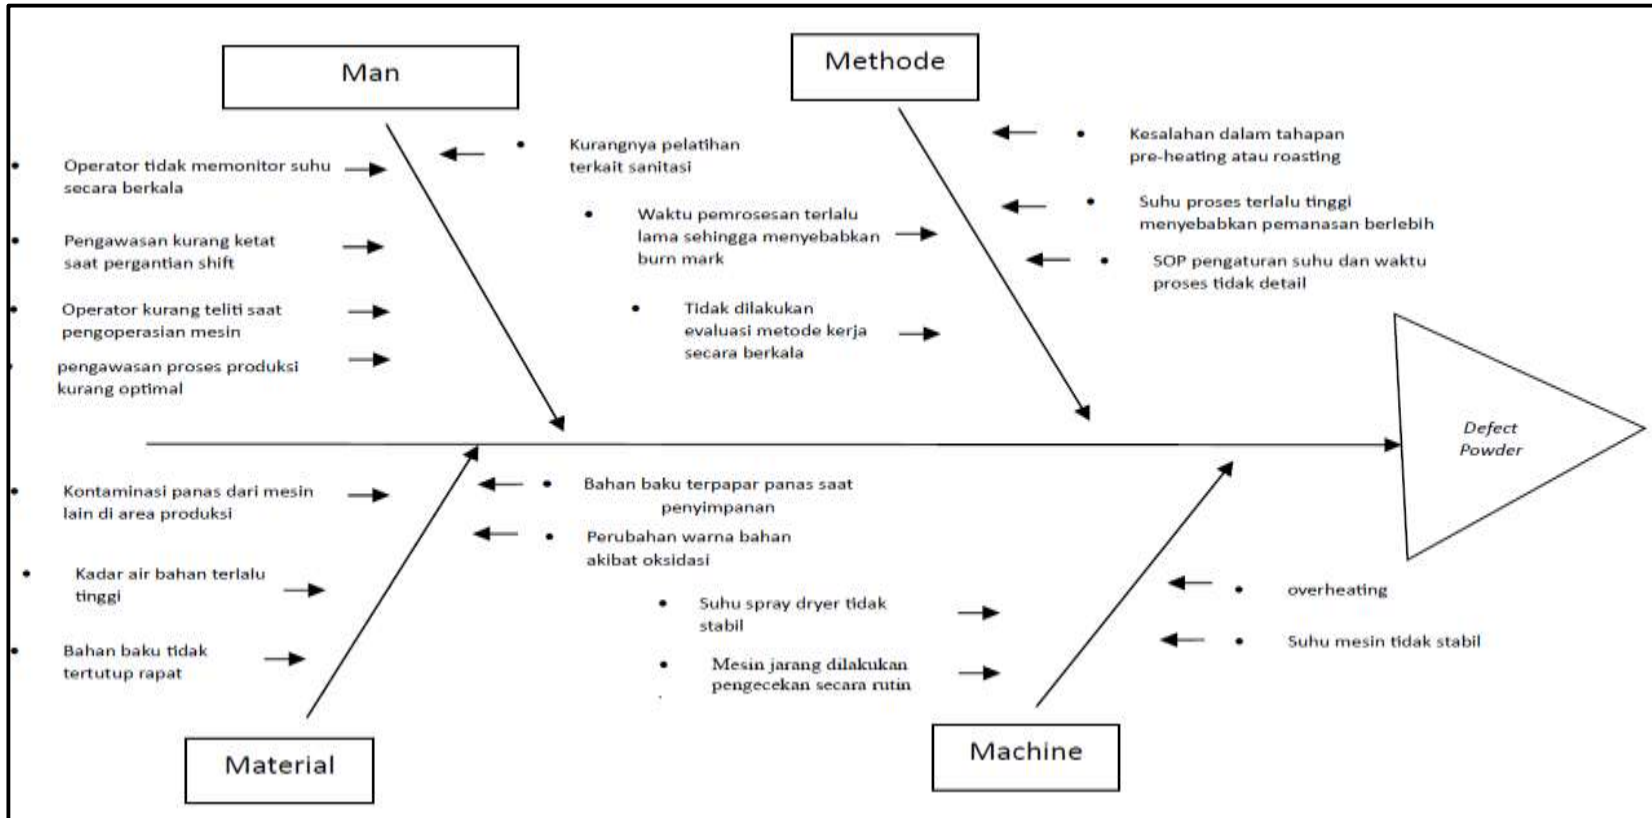 Man
Methode
Operator tidak memonitor suhu
secara berkala
Pengawasan kurang ketat
saat pergantian shift
Operator kurang teliti saat
pengoperasian mesin
pengawasan proses produksi
kurang optimal
Kurangnya pelatihan
terkait sanitasi
Waktu pemrosesan terlalu
lama sehingga menyebabkan
burn mark
Tidak dilakukan
evaluasi metode kerja
secara berkala
Kesalahan dalam tahapan
pre-heating atau roasting
Suhu proses terlalu tinggi
menyebabkan pemanasan berlebih
SOP pengaturan suhu dan waktu
proses tidak detail
Defect
Powder
Kontaminasi panas dari mesin
lain di area produksi
Kadar air bahan terlalu
tinggi
Bahan baku tidak
tertutup rapat
Bahan baku terpapar panas saat
penyimpanan
Perubahan warna bahan
akibat oksidasi
Suhu spray dryer tidak
stabil
Mesin jarang dilakukan
pengecekan secara rutin
overheating
Suhu mesin tidak stabil
Material
Machine